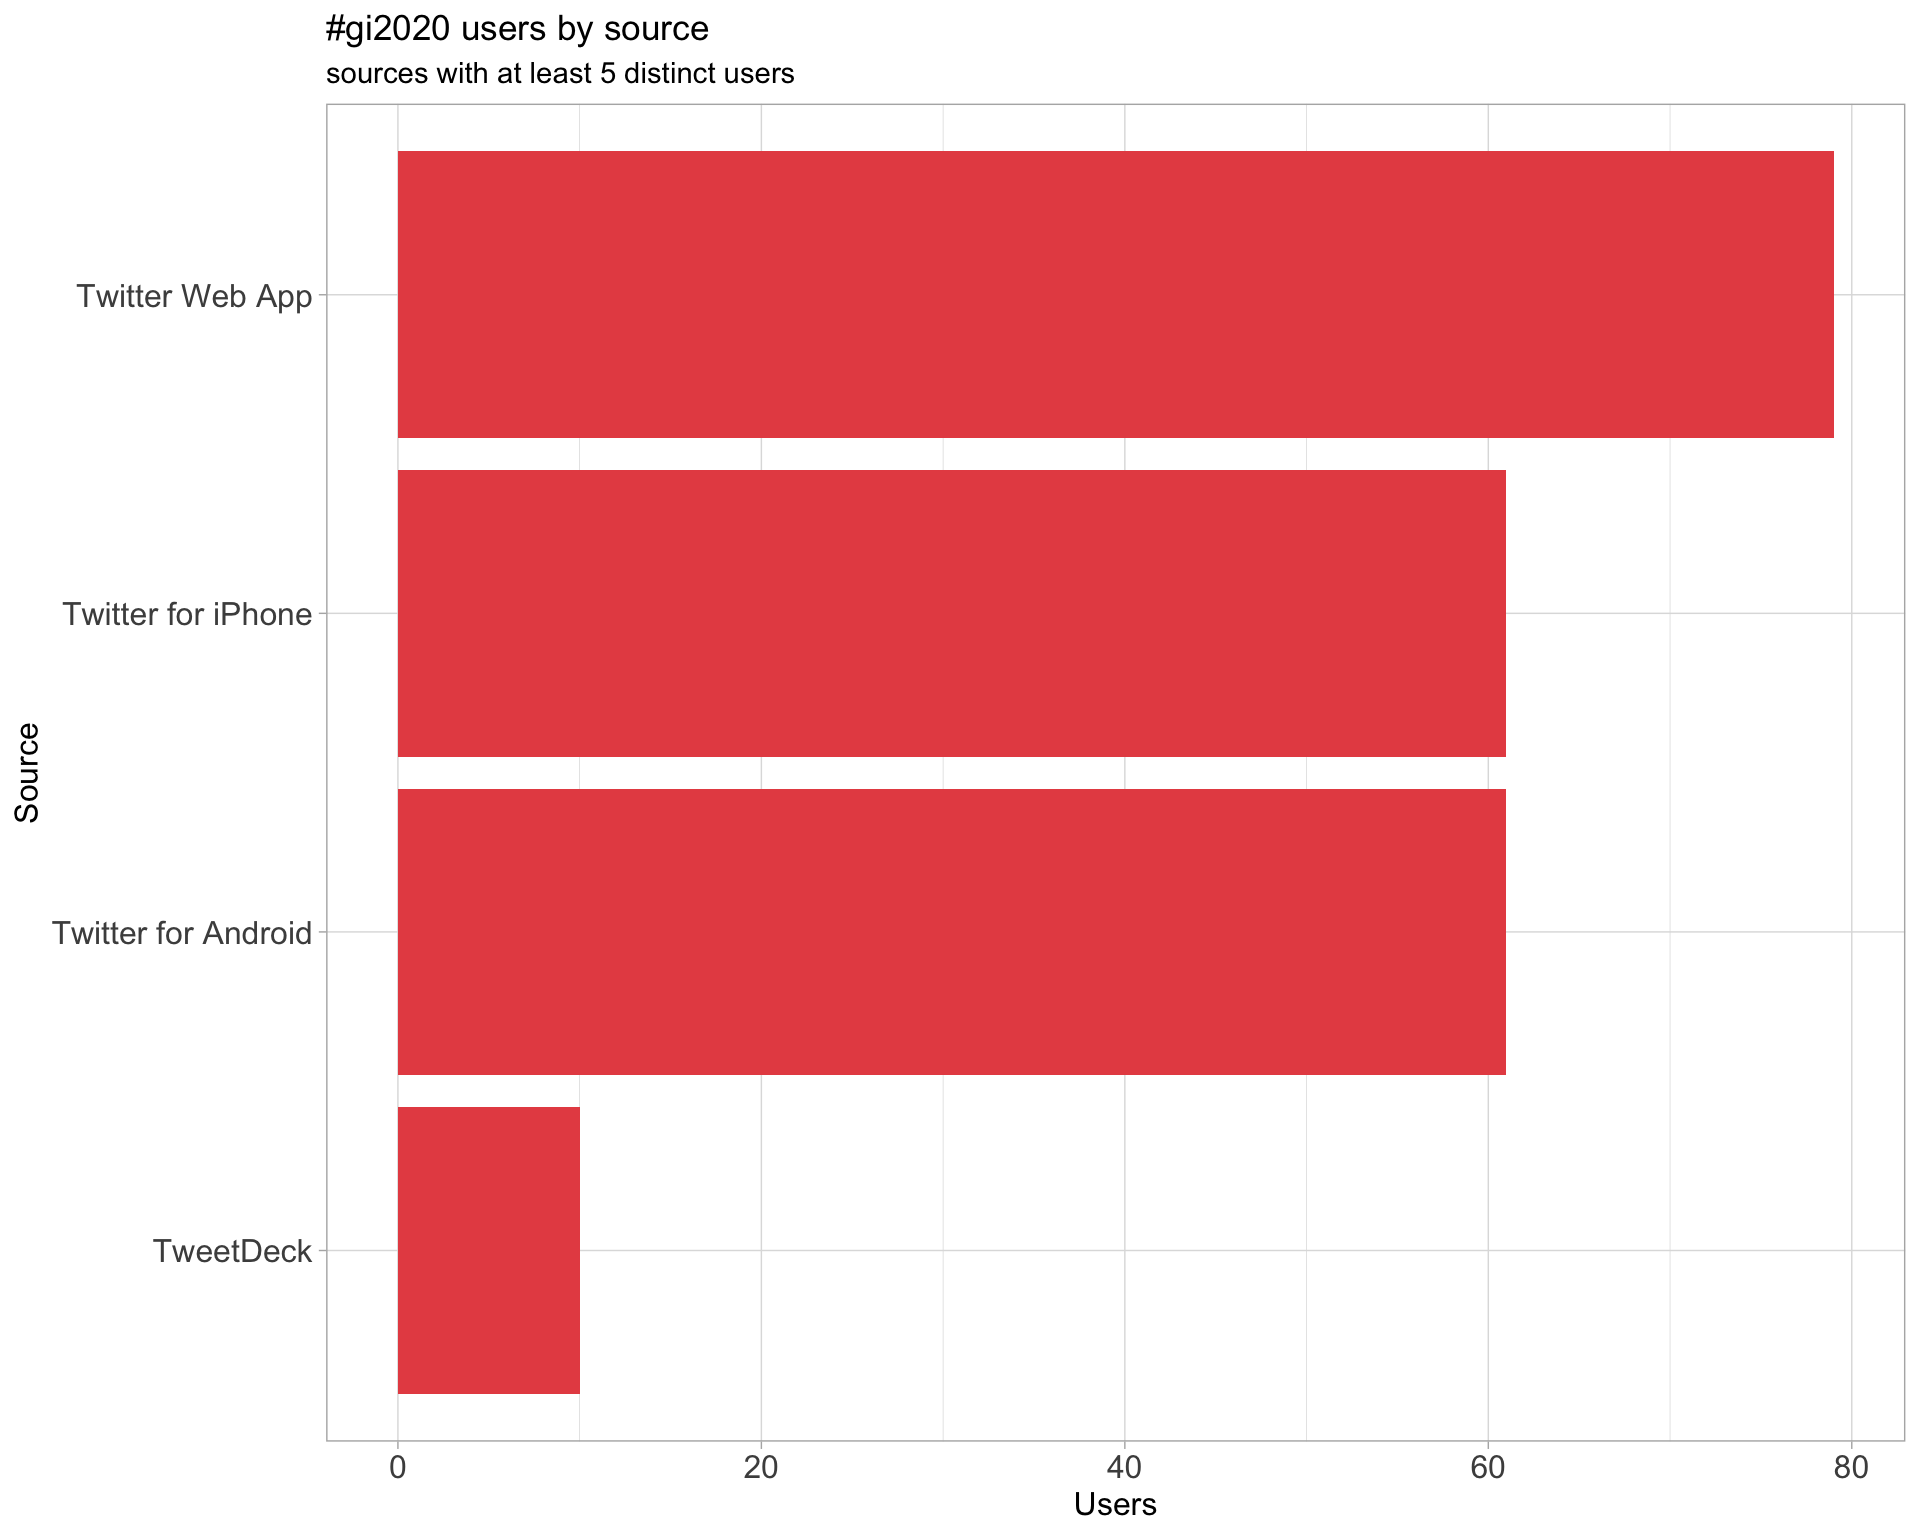 #gi2020 users by source
sources with at least 5 distinct users
Twitter Web App
Twitter for iPhone
Twitter for Android
TweetDeck
Source
0 20 40 60 80
Users